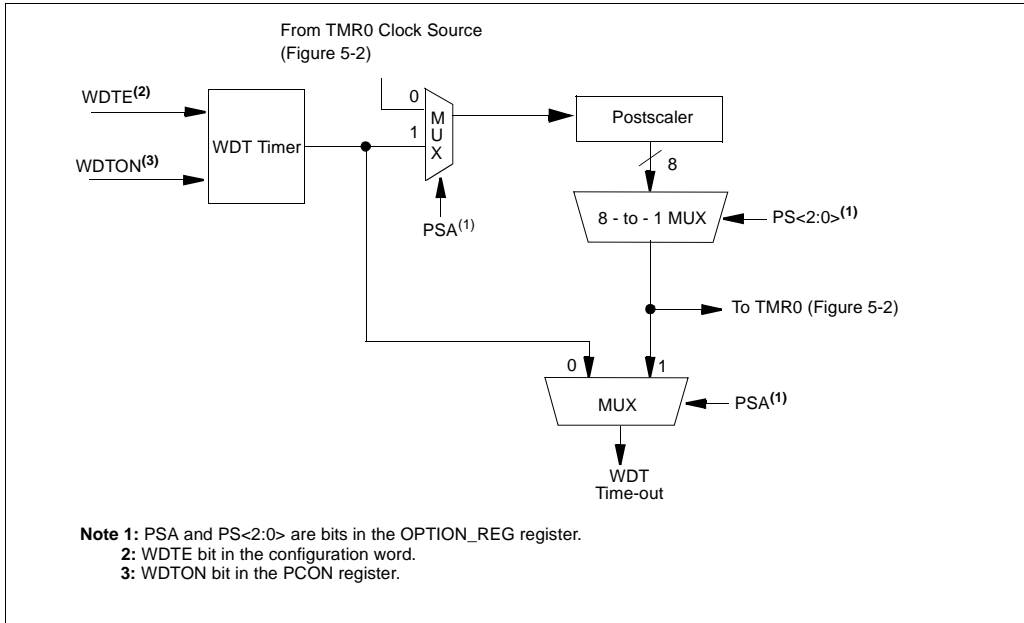 From TMR0 Clock Source
(Figure 5-2)
WDTE(2)
WDTON(3)
WDT Timer
0
1
MUX
PSA(1)
Postscaler
8
8 - to - 1 MUX
PS<2:0>(1)
To TMR0 (Figure 5-2)
0
1
MUX
PSA(1)
WDT
Time-out
Note 1: PSA and PS<2:0> are bits in the OPTION_REG register.
2: WDTE bit in the configuration word.
3: WDTON bit in the PCON register.